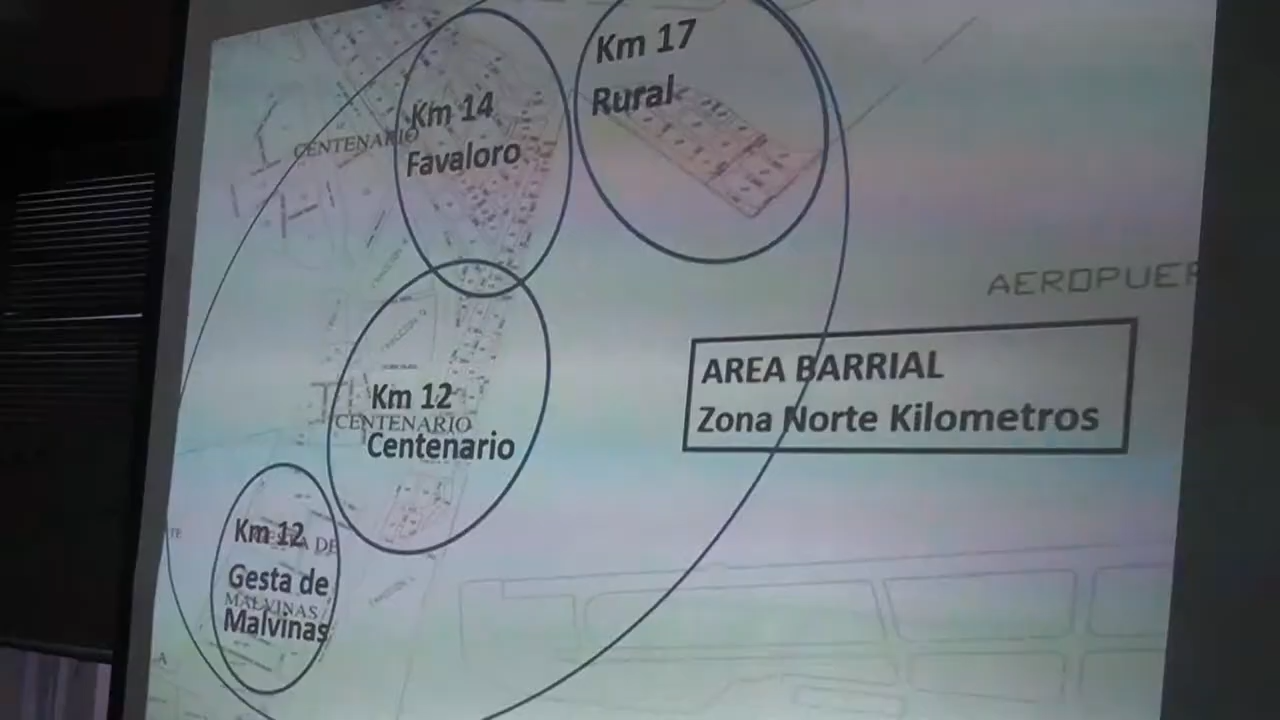 Km 17
Rural
Km 14
CENTENARIO
Favaloro
AEROPUER
AREA BARRIAL
Zona Norte Kilometros
Km 12
CENTENARIO
Centenario
Km 12
DE
Gesta de
MALVINAS
Malvinas